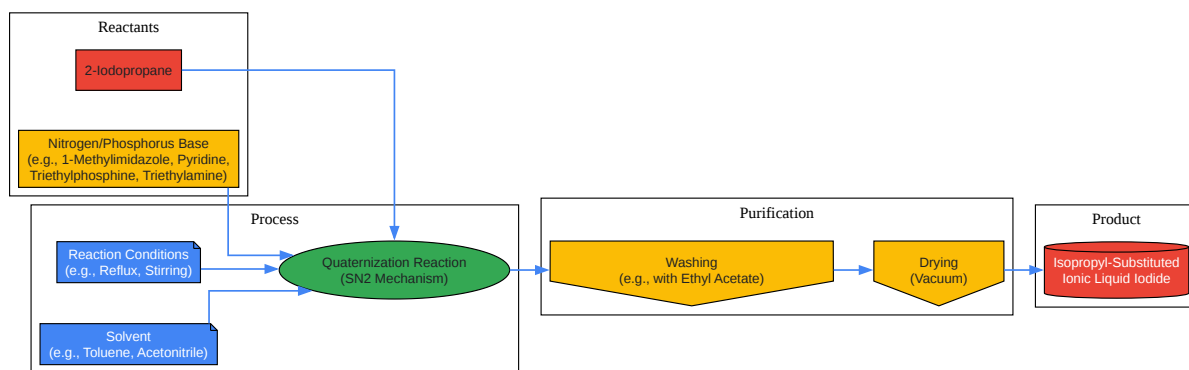 Reactants
2-Iodopropane
Nitrogen/Phosphorus Base
(e.g., 1-Methylimidazole, Pyridine,
Triethylphosphine, Triethylamine)
Process
Reaction Conditions
(e.g., Reflux, Stirring)
Solvent
(e.g., Toluene, Acetonitrile)
Quaternization Reaction
(SN2 Mechanism)
Purification
Washing
(e.g., with Ethyl Acetate)
Drying
(Vacuum)
Product
Isopropyl-Substituted
Ionic Liquid Iodide